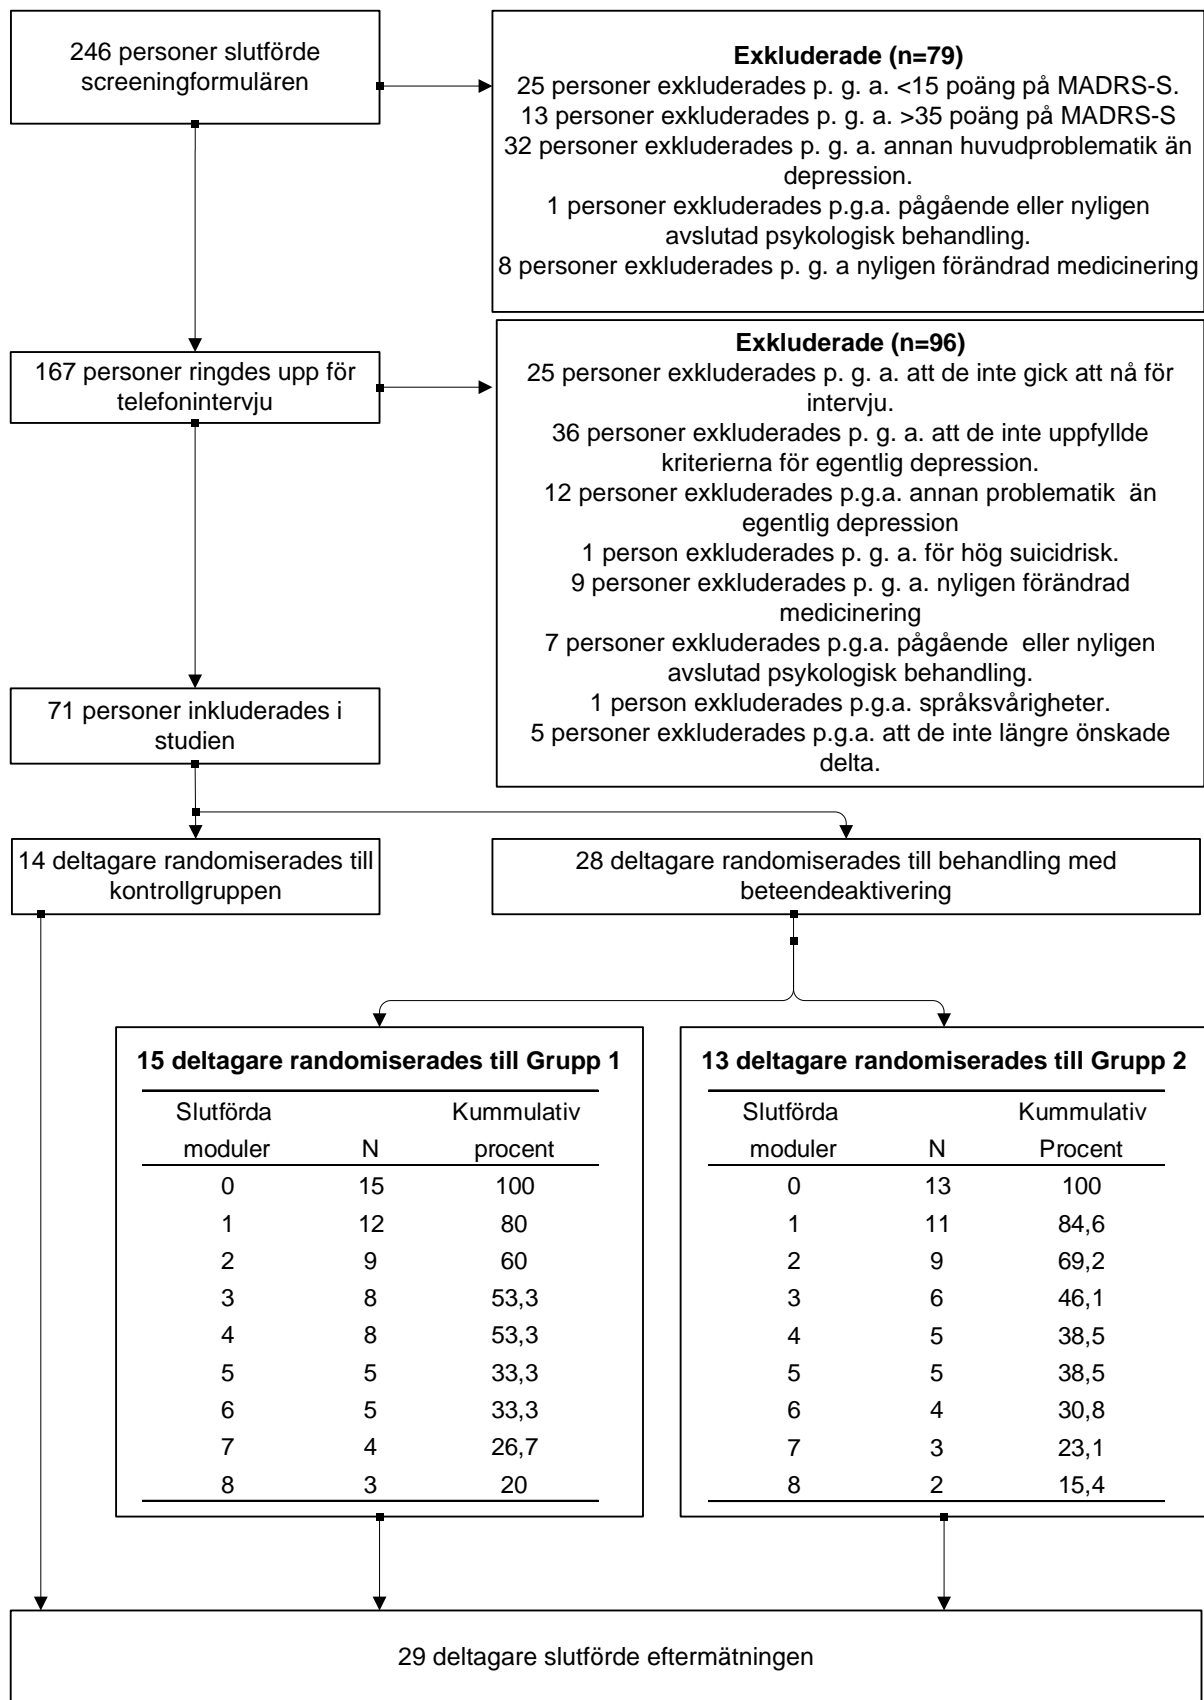 246 personer slutförde
screeningformulären
Exkluderade (n=79)
25 personer exkluderades p. g. a. <15 poäng på MADRS-S.
13 personer exkluderades p. g. a. >35 poäng på MADRS-S
32 personer exkluderades p. g. a. annan huvudproblematik än
depression.
1 personer exkluderades p.g.a. pågående eller nyligen
avslutad psykologisk behandling.
8 personer exkluderades p. g. a nyligen förändrad medicinering
167 personer ringdes upp för
telefonintervju
Exkluderade (n=96)
25 personer exkluderades p. g. a. att de inte gick att nå för
intervju.
36 personer exkluderades p. g. a. att de inte uppfyllde
kriterierna för egentlig depression.
12 personer exkluderades p.g.a. annan problematik än
egentlig depression
1 person exkluderades p. g. a. för hög suicidrisk.
9 personer exkluderades p. g. a. nyligen förändrad
medicinering
7 personer exkluderades p.g.a. pågående eller nyligen
avslutad psykologisk behandling.
1 person exkluderades p.g.a. språksvårigheter.
5 personer exkluderades p.g.a. att de inte längre önskade
delta.
71 personer inkluderades i
studien
14 deltagare randomiserades till
kontrollgruppen
28 deltagare randomiserades till behandling med
beteendeaktivering
15 deltagare randomiserades till Grupp 1
Slutförda Kummulativ
moduler N procent
0 15 100
1 12 80
2 9 60
3 8 53,3
4 8 53,3
5 5 33,3
6 5 33,3
7 4 26,7
8 3 20
13 deltagare randomiserades till Grupp 2
Slutförda Kummulativ
moduler N Procent
0 13 100
1 11 84,6
2 9 69,2
3 6 46,1
4 5 38,5
5 5 38,5
6 4 30,8
7 3 23,1
8 2 15,4
29 deltagare slutförde eftermätningen